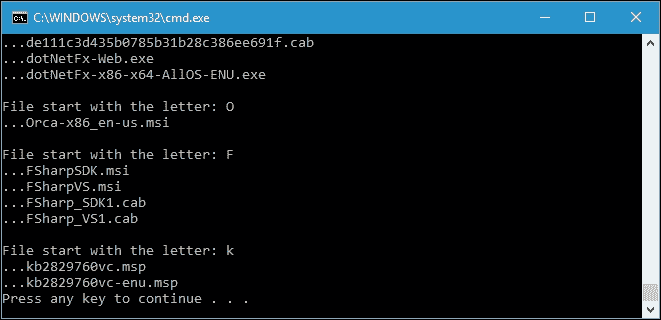 C:\WINDOWS\system32\cmd.exe
...de111c3d435b0785b31b28c386ee691f.cab
...dotNetFx-Web.exe
...dotNetFx-x86-x64-AllOS-ENU.exe
File start with the letter: O
...Orca-x86_en-us.msi
File start with the letter: F
...FSharpSDK.msi
...FSharpVS.msi
...FSharp_SDK1.cab
...FSharp_VS1.cab
File start with the letter: k
...kb2829760vc.msp
...kb2829760vc-enu.msp
Press any key to continue . . .